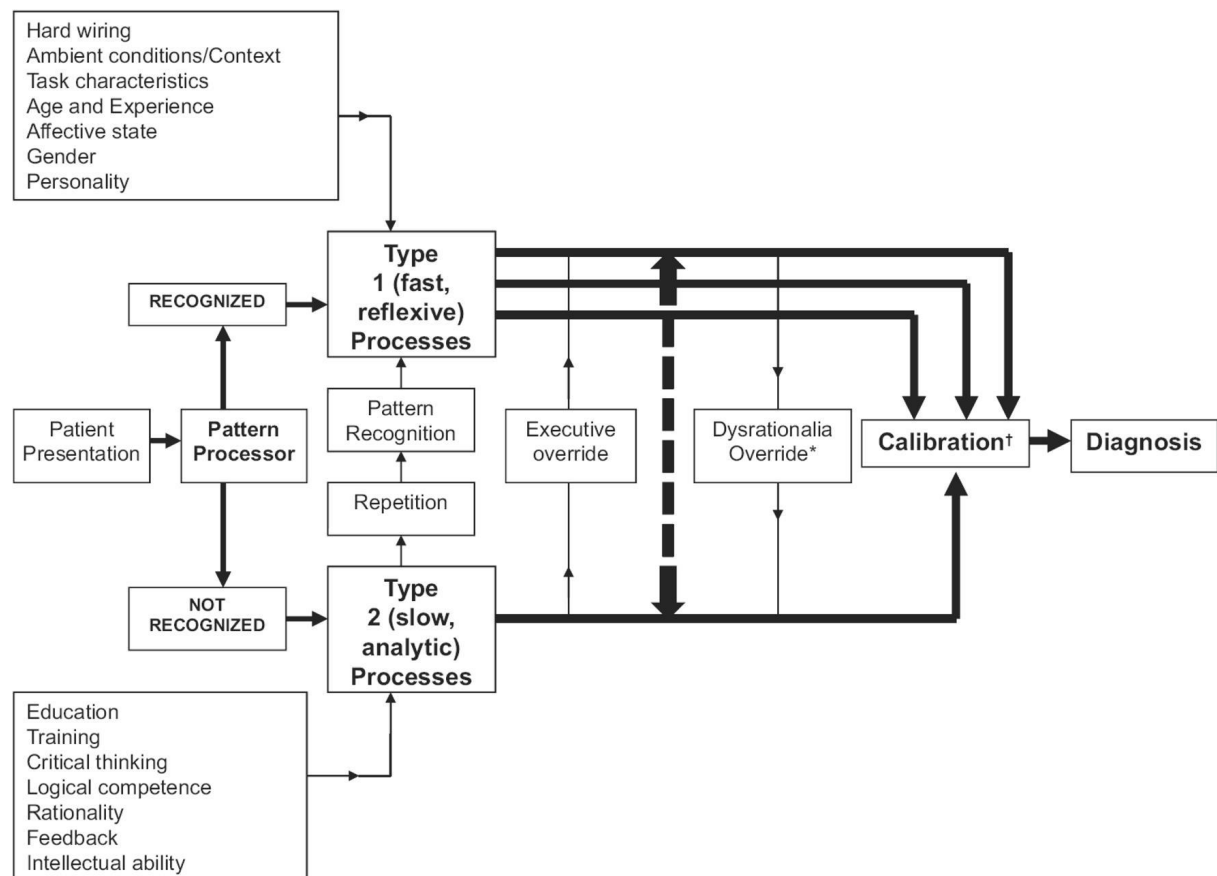 Hard wiring
Ambient conditions/Context
Task characteristics
Age and Experience
Affective state
Gender
Personality
Type
1 (fast,
reflexive)
Processes
RECOGNIZED
Patient
Presentation
Pattern
Processor
Pattern
Recognition
Repetition
Executive
override
Dysrationalia
Override*
Calibration†
Diagnosis
NOT
RECOGNIZED
Type
2 (slow,
analytic)
Processes
Education
Training
Critical thinking
Logical competence
Rationality
Feedback
Intellectual ability